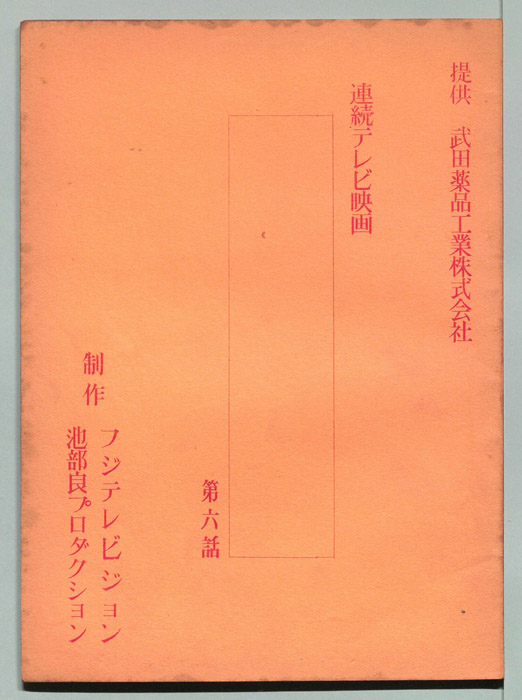 提供 武田薬品工業株式会社
連続テレビ映画
第六話
制作 フジテレビジョン
池部良プロダクション